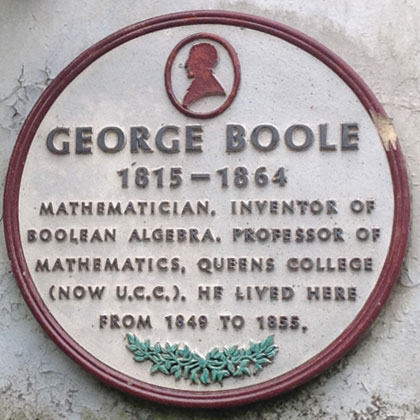 GEORGE BOOLE
1815–1864
MATHEMATICIAN. INVENTOR OF
BOOLEAN ALGEBRA. PROFESSOR OF
MATHEMATICS, QUEENS COLLEGE
(NOW U.C.C.). HE LIVED HERE
FROM 1849 TO 1855.